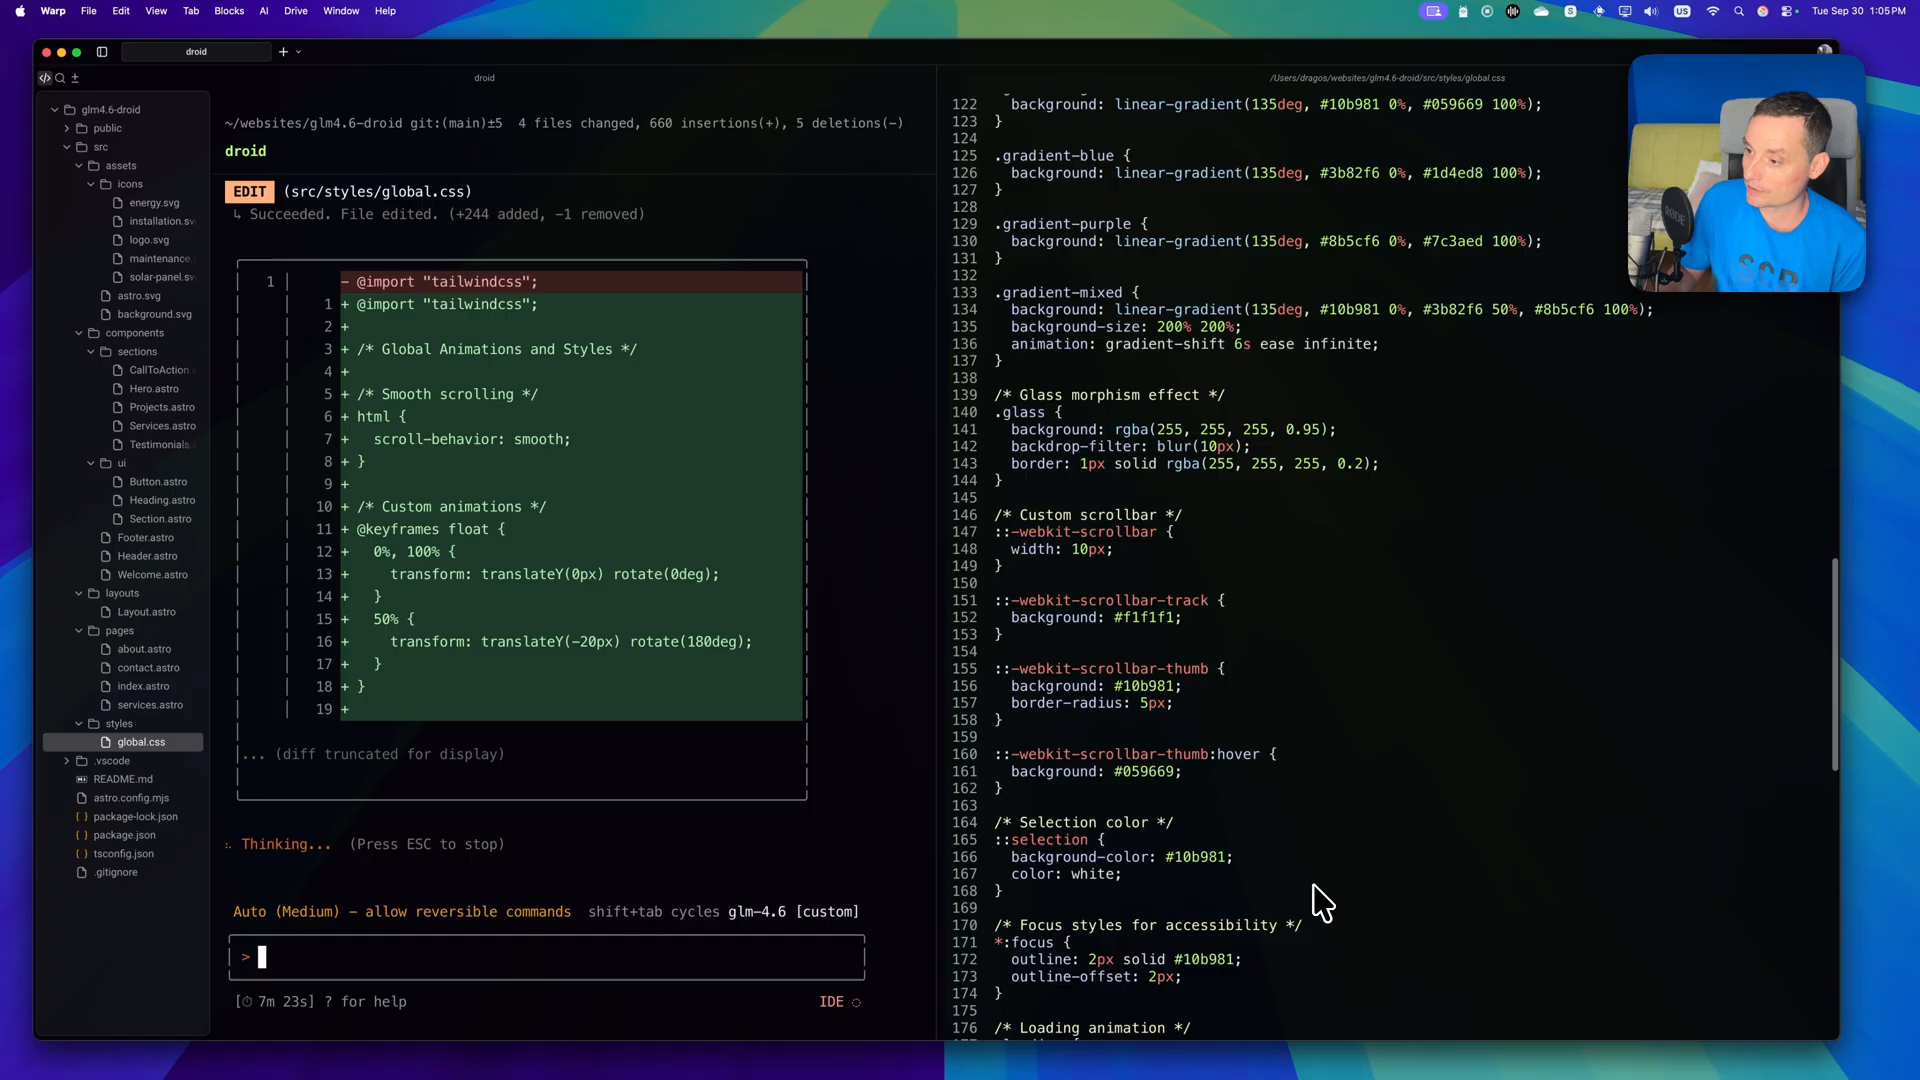 Warp File Edit View Tab Blocks AI Drive Window Help
US Tue Sep 30 1:05 PM
droid
droid
/Users/dragos/websites/glm4.6-droid/src/styles/global.css
glm4.6-droid
public
src
assets
icons
energy.svg
installation.sv
logo.svg
maintenance.
solar-panel.sv
astro.svg
background.svg
components
sections
CallToAction.
Hero.astro
Projects.astro
Services.astro
Testimonials.
ui
Button.astro
Heading.astro
Section.astro
Footer.astro
Header.astro
Welcome.astro
layouts
Layout.astro
pages
about.astro
contact.astro
index.astro
services.astro
styles
global.css
.vscode
README.md
astro.config.mjs
package-lock.json
package.json
tsconfig.json
.gitignore
~/websites/glm4.6-droid git:(main)±5 4 files changed, 660 insertions(+), 5 deletions(-)
droid
EDIT (src/styles/global.css)
↳ Succeeded. File edited. (+244 added, -1 removed)
1 - @import "tailwindcss";
1 + @import "tailwindcss";
2 +
3 + /* Global Animations and Styles */
4 +
5 + /* Smooth scrolling */
6 + html {
7 + scroll-behavior: smooth;
8 + }
9 +
10 + /* Custom animations */
11 + @keyframes float {
12 + 0%, 100% {
13 + transform: translateY(0px) rotate(0deg);
14 + }
15 + 50% {
16 + transform: translateY(-20px) rotate(180deg);
17 + }
18 + }
19 +
... (diff truncated for display)
Thinking... (Press ESC to stop)
Auto (Medium) - allow reversible commands shift+tab cycles glm-4.6 [custom]
>
[⏱ 7m 23s] ? for help IDE
122 background: linear-gradient(135deg, #10b981 0%, #059669 100%);
123 }
124
125 .gradient-blue {
126 background: linear-gradient(135deg, #3b82f6 0%, #1d4ed8 100%);
127 }
128
129 .gradient-purple {
130 background: linear-gradient(135deg, #8b5cf6 0%, #7c3aed 100%);
131 }
132
133 .gradient-mixed {
134 background: linear-gradient(135deg, #10b981 0%, #3b82f6 50%, #8b5cf6 100%);
135 background-size: 200% 200%;
136 animation: gradient-shift 6s ease infinite;
137 }
138
139 /* Glass morphism effect */
140 .glass {
141 background: rgba(255, 255, 255, 0.95);
142 backdrop-filter: blur(10px);
143 border: 1px solid rgba(255, 255, 255, 0.2);
144 }
145
146 /* Custom scrollbar */
147 ::-webkit-scrollbar {
148 width: 10px;
149 }
150
151 ::-webkit-scrollbar-track {
152 background: #f1f1f1;
153 }
154
155 ::-webkit-scrollbar-thumb {
156 background: #10b981;
157 border-radius: 5px;
158 }
159
160 ::-webkit-scrollbar-thumb:hover {
161 background: #059669;
162 }
163
164 /* Selection color */
165 ::selection {
166 background-color: #10b981;
167 color: white;
168 }
169
170 /* Focus styles for accessibility */
171 *:focus {
172 outline: 2px solid #10b981;
173 outline-offset: 2px;
174 }
175
176 /* Loading animation */
RØDE